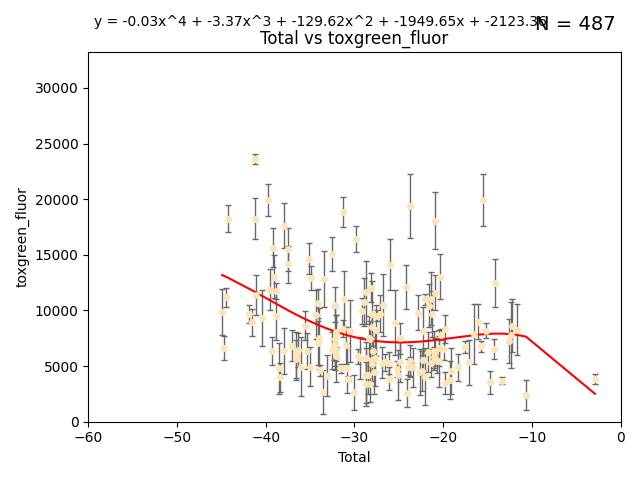 y = -0.03x^4 + -3.37x^3 + -129.62x^2 + -1949.65x + -2123.36
N = 487
Total vs toxgreen_fluor
toxgreen_fluor
30000
25000
20000
15000
10000
5000
0
−60
−50
−40
−30
−20
−10
0
Total